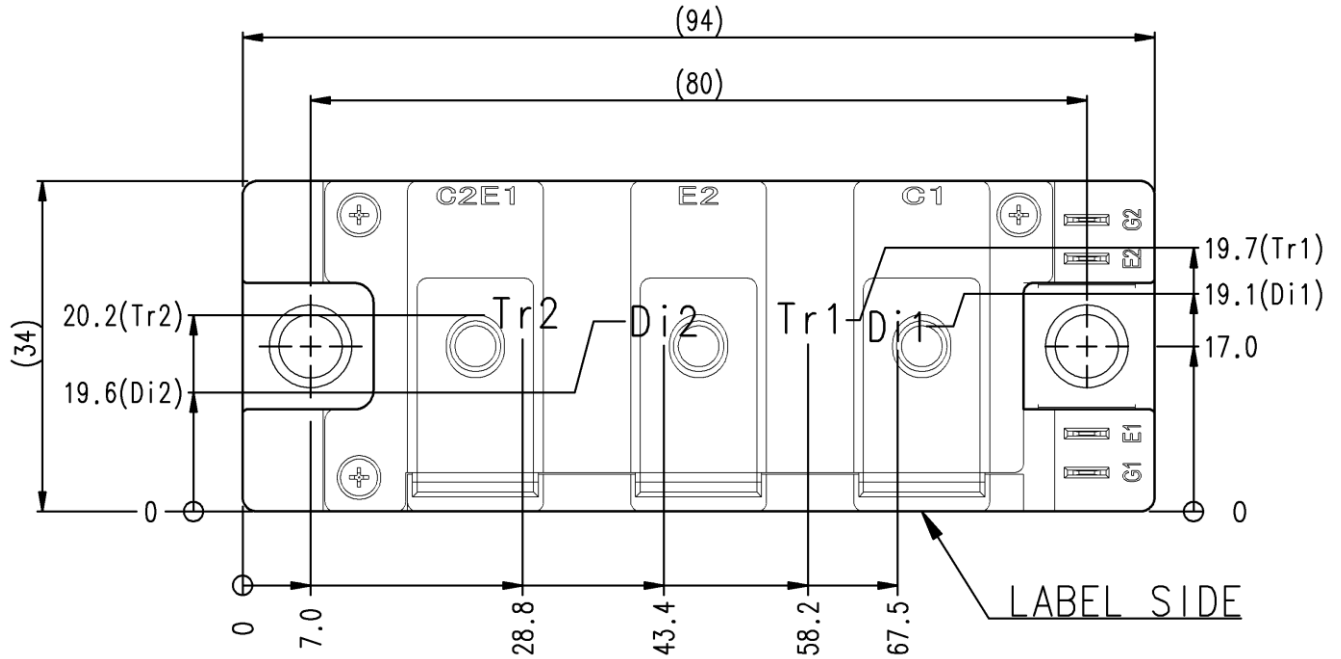 (94)
(80)
C2E1 E2 C1
G2
E2
19.7(Tr1)
19.1(Di1)
20.2(Tr2)
Tr2 Di2 Tr1 Di1
(34)
17.0
19.6(Di2)
E1
G1
0 0
LABEL SIDE
0 7.0 28.8 43.4 58.2 67.5